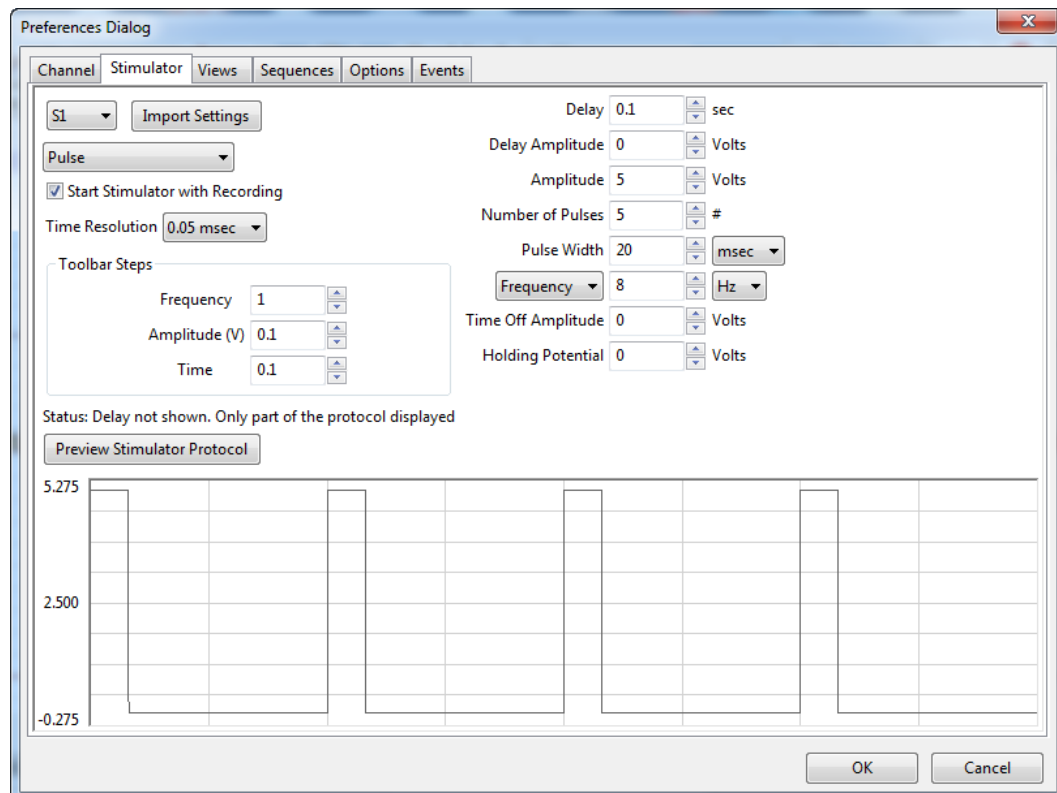 Preferences Dialog
x
Channel Stimulator Views Sequences Options Events
S1 Import Settings
Pulse
Start Stimulator with Recording
Time Resolution 0.05 msec
Toolbar Steps
Frequency 1
Amplitude (V) 0.1
Time 0.1
Delay 0.1 sec
Delay Amplitude 0 Volts
Amplitude 5 Volts
Number of Pulses 5 #
Pulse Width 20 msec
Frequency 8 Hz
Time Off Amplitude 0 Volts
Holding Potential 0 Volts
Status: Delay not shown. Only part of the protocol displayed
Preview Stimulator Protocol
5.275
2.500
-0.275
OK Cancel